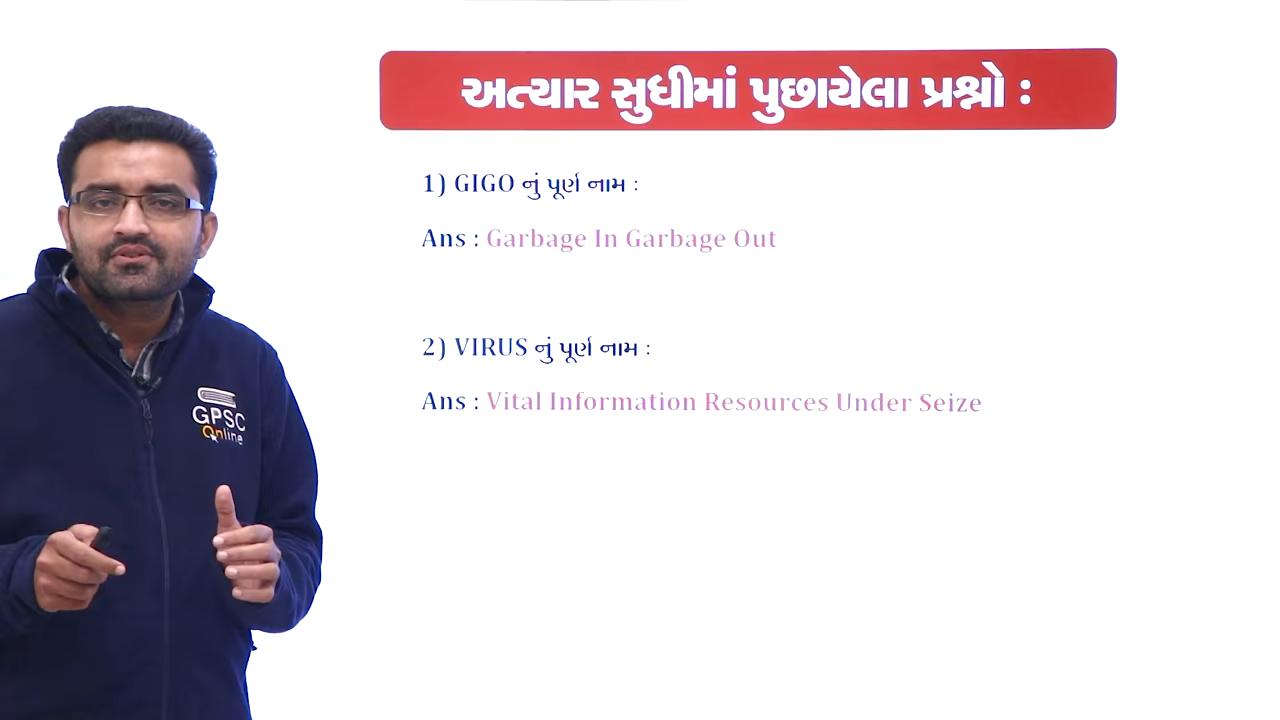 અત્યાર સુધીમાં પુછાયેલા પ્રશ્નો :
1) GIGO નું પૂર્ણ નામ :
Ans : Garbage In Garbage Out
2) VIRUS નું પૂર્ણ નામ :
Ans : Vital Information Resources Under Seize
GPSC
Online